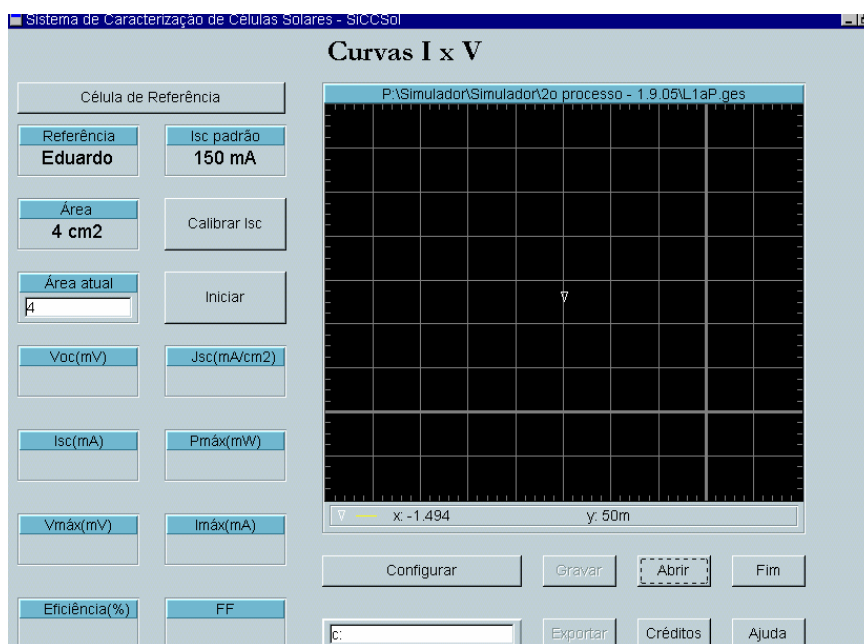 Sistema de Caracterização de Células Solares - SiCCSol
Curvas I x V
Célula de Referência
P:\Simulador\Simulador\2o processo - 1.9.05\L1aP.ges
Referência
Eduardo
Isc padrão
150 mA
Área
4 cm2
Calibrar Isc
Área atual
4
Iniciar
Voc(mV)
Jsc(mA/cm2)
Isc(mA)
Pmáx(mW)
Vmáx(mV)
Imáx(mA)
x: -1.494 y: 50m
Configurar
Gravar
Abrir
Fim
Eficiência(%)
FF
c:
Exportar
Créditos
Ajuda